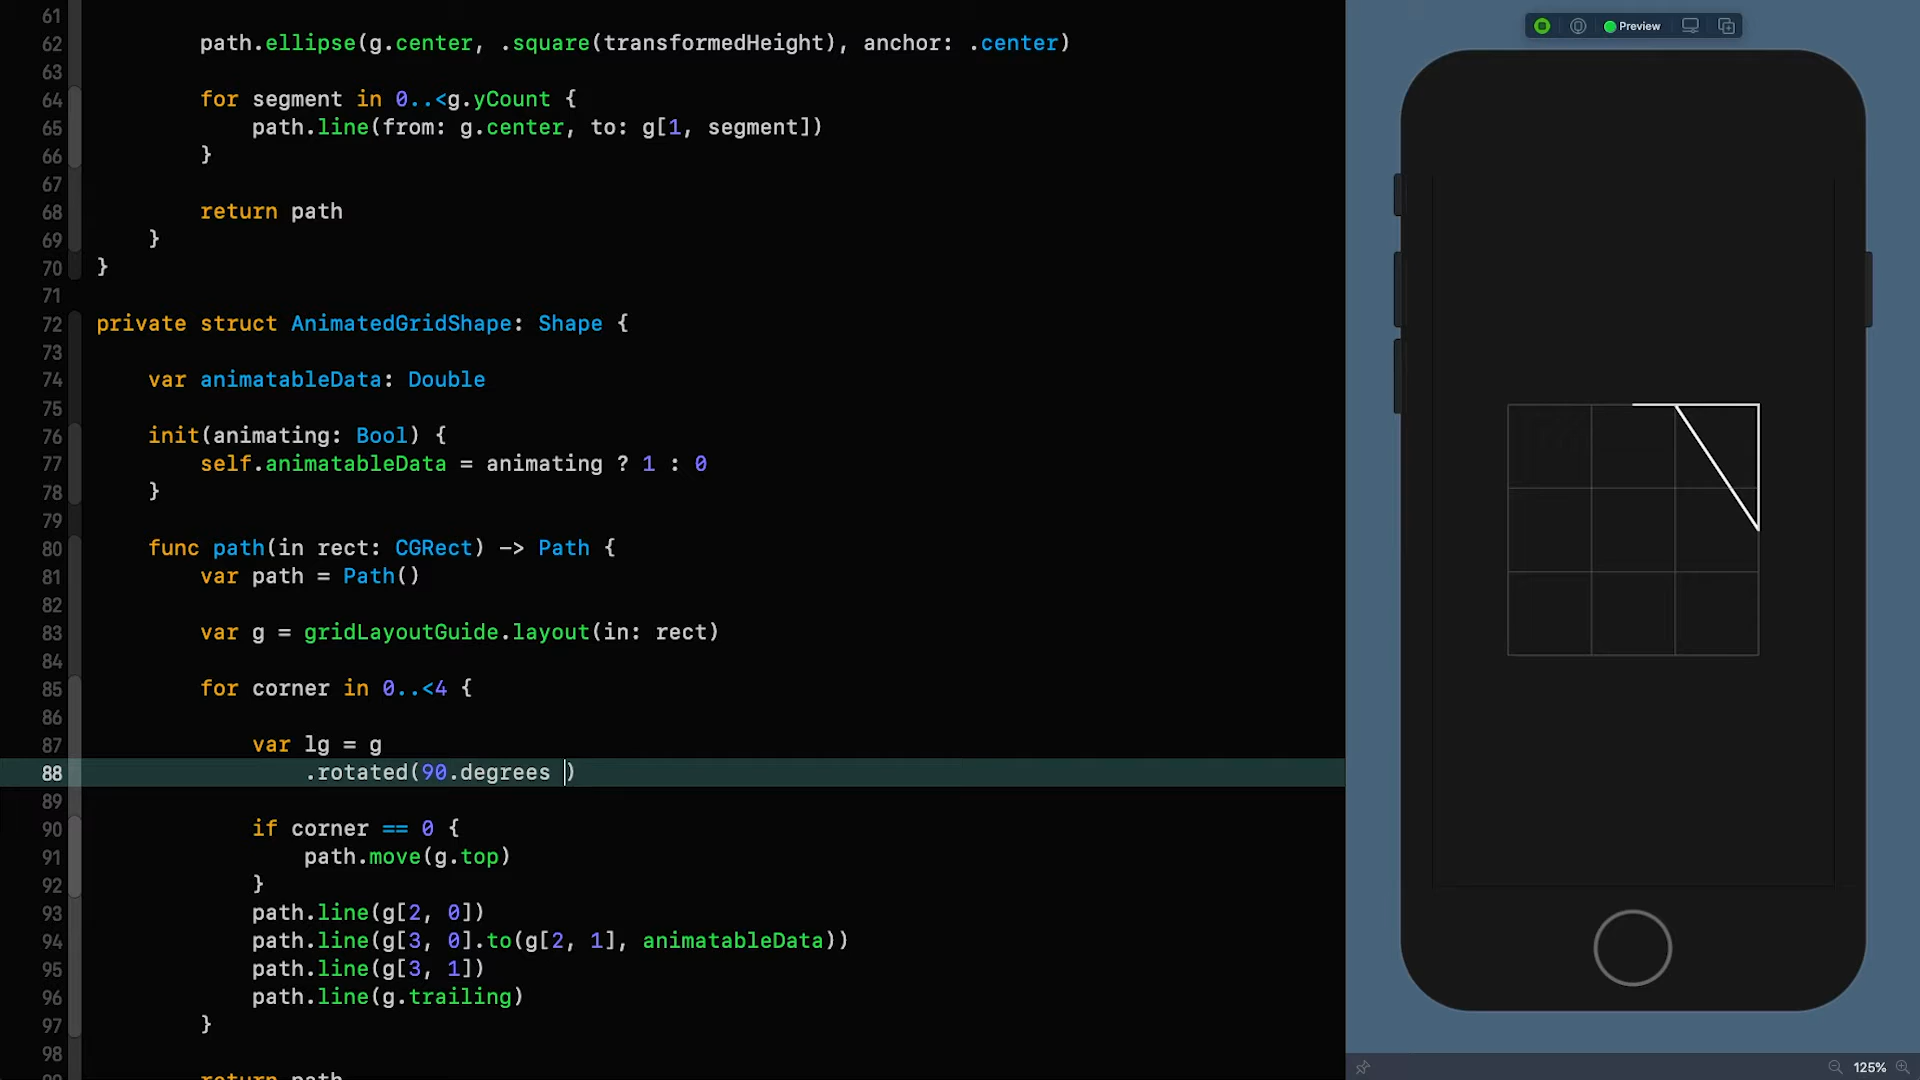 61
62 path.ellipse(g.center, .square(transformedHeight), anchor: .center)
63
64 for segment in 0..<g.yCount {
65 path.line(from: g.center, to: g[1, segment])
66 }
67
68 return path
69 }
70 }
71
72 private struct AnimatedGridShape: Shape {
73
74 var animatableData: Double
75
76 init(animating: Bool) {
77 self.animatableData = animating ? 1 : 0
78 }
79
80 func path(in rect: CGRect) -> Path {
81 var path = Path()
82
83 var g = gridLayoutGuide.layout(in: rect)
84
85 for corner in 0..<4 {
86
87 var lg = g
88 .rotated(90.degrees )
89
90 if corner == 0 {
91 path.move(g.top)
92 }
93 path.line(g[2, 0])
94 path.line(g[3, 0].to(g[2, 1], animatableData))
95 path.line(g[3, 1])
96 path.line(g.trailing)
97 }
98
return path
Preview
125%